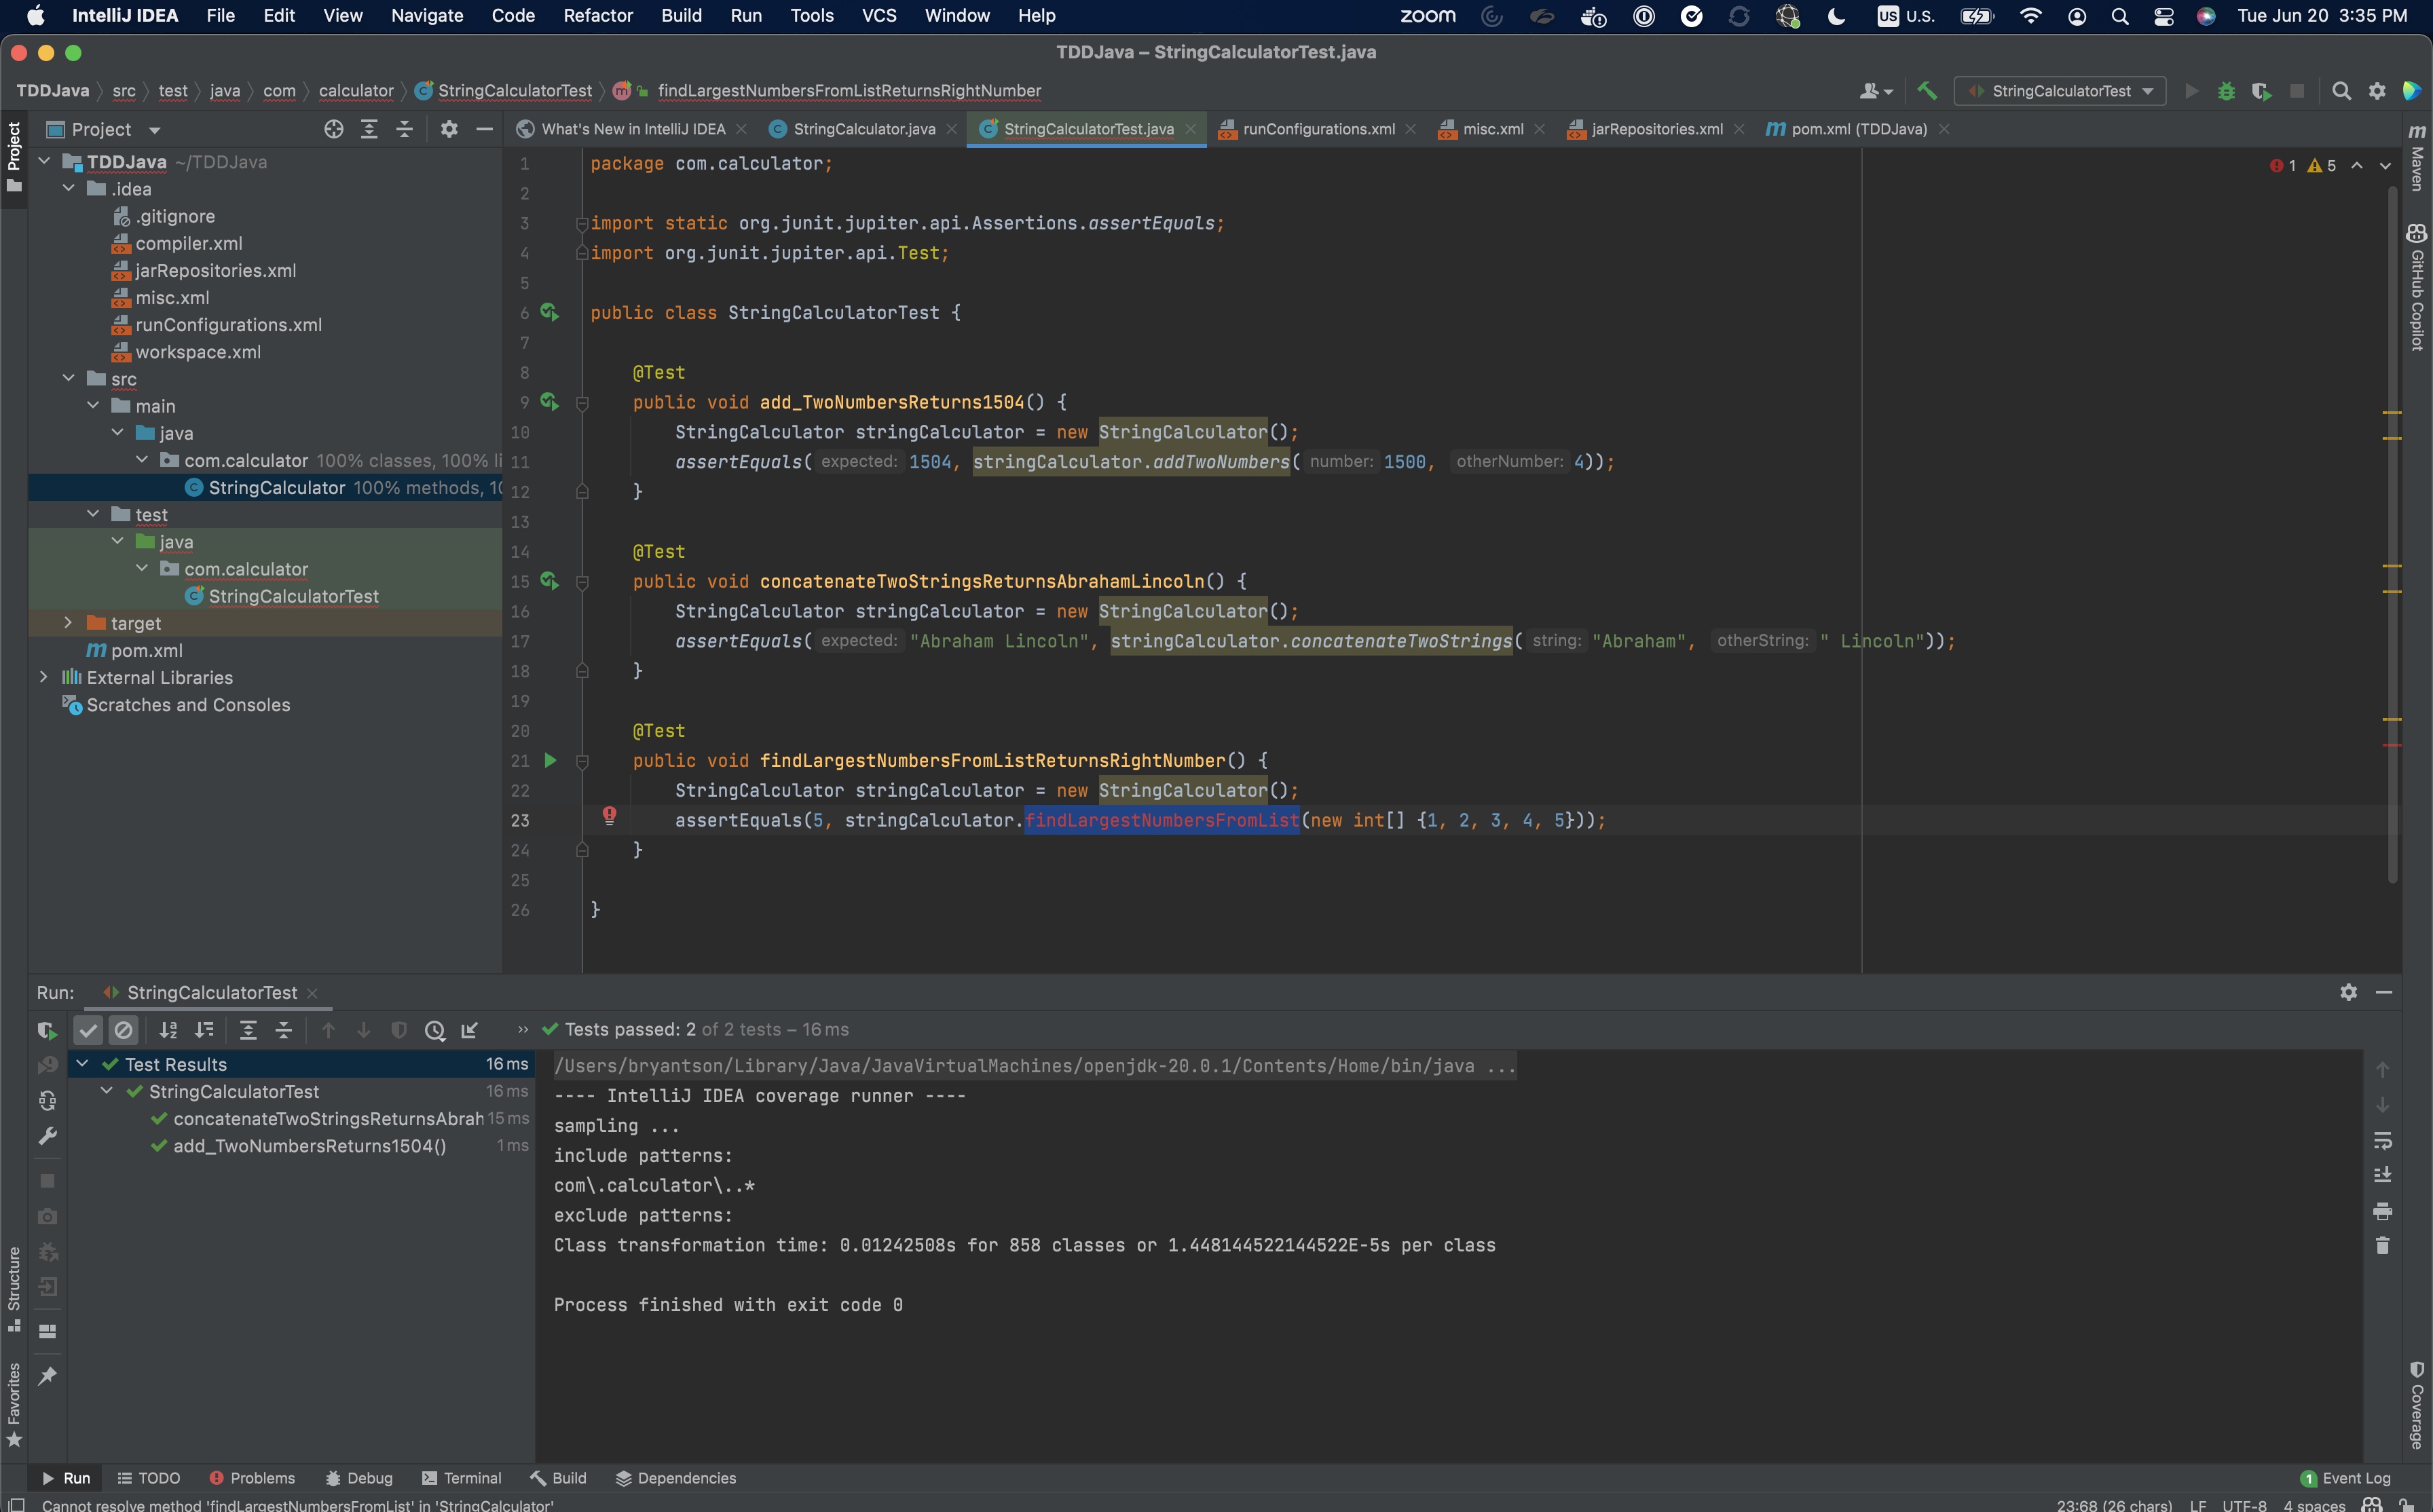 IntelliJ IDEA File Edit View Navigate Code Refactor Build Run Tools VCS Window Help zoom US U.S. Tue Jun 20 3:35 PM
TDDJava – StringCalculatorTest.java
TDDJava src test java com calculator StringCalculatorTest m findLargestNumbersFromListReturnsRightNumber StringCalculatorTest
Project
Project What's New in IntelliJ IDEA StringCalculator.java StringCalculatorTest.java runConfigurations.xml misc.xml jarRepositories.xml pom.xml (TDDJava)
Maven
GitHub Copilot
TDDJava ~/TDDJava
.idea
.gitignore
compiler.xml
jarRepositories.xml
misc.xml
runConfigurations.xml
workspace.xml
src
main
java
com.calculator 100% classes, 100% li
StringCalculator 100% methods, 10
test
java
com.calculator
StringCalculatorTest
target
pom.xml
External Libraries
Scratches and Consoles
1 5
1 package com.calculator;
2
3 import static org.junit.jupiter.api.Assertions.assertEquals;
4 import org.junit.jupiter.api.Test;
5
6 public class StringCalculatorTest {
7
8 @Test
9 public void add_TwoNumbersReturns1504() {
10 StringCalculator stringCalculator = new StringCalculator();
11 assertEquals( expected: 1504, stringCalculator.addTwoNumbers( number: 1500, otherNumber: 4));
12 }
13
14 @Test
15 public void concatenateTwoStringsReturnsAbrahamLincoln() {
16 StringCalculator stringCalculator = new StringCalculator();
17 assertEquals( expected: "Abraham Lincoln", stringCalculator.concatenateTwoStrings( string: "Abraham", otherString: " Lincoln"));
18 }
19
20 @Test
21 public void findLargestNumbersFromListReturnsRightNumber() {
22 StringCalculator stringCalculator = new StringCalculator();
23 assertEquals(5, stringCalculator.findLargestNumbersFromList(new int[] {1, 2, 3, 4, 5}));
24 }
25
26 }
Run: StringCalculatorTest
Tests passed: 2 of 2 tests – 16 ms
Test Results 16 ms
StringCalculatorTest 16 ms
concatenateTwoStringsReturnsAbrah 15 ms
add_TwoNumbersReturns1504() 1 ms
/Users/bryantson/Library/Java/JavaVirtualMachines/openjdk-20.0.1/Contents/Home/bin/java ...
---- IntelliJ IDEA coverage runner ----
sampling ...
include patterns:
com\.calculator\..*
exclude patterns:
Class transformation time: 0.01242508s for 858 classes or 1.448144522144522E-5s per class
Process finished with exit code 0
Structure
Favorites
Coverage
Run TODO Problems Debug Terminal Build Dependencies 1 Event Log
Cannot resolve method 'findLargestNumbersFromList' in 'StringCalculator' 23:68 (26 chars) LF UTF-8 4 spaces